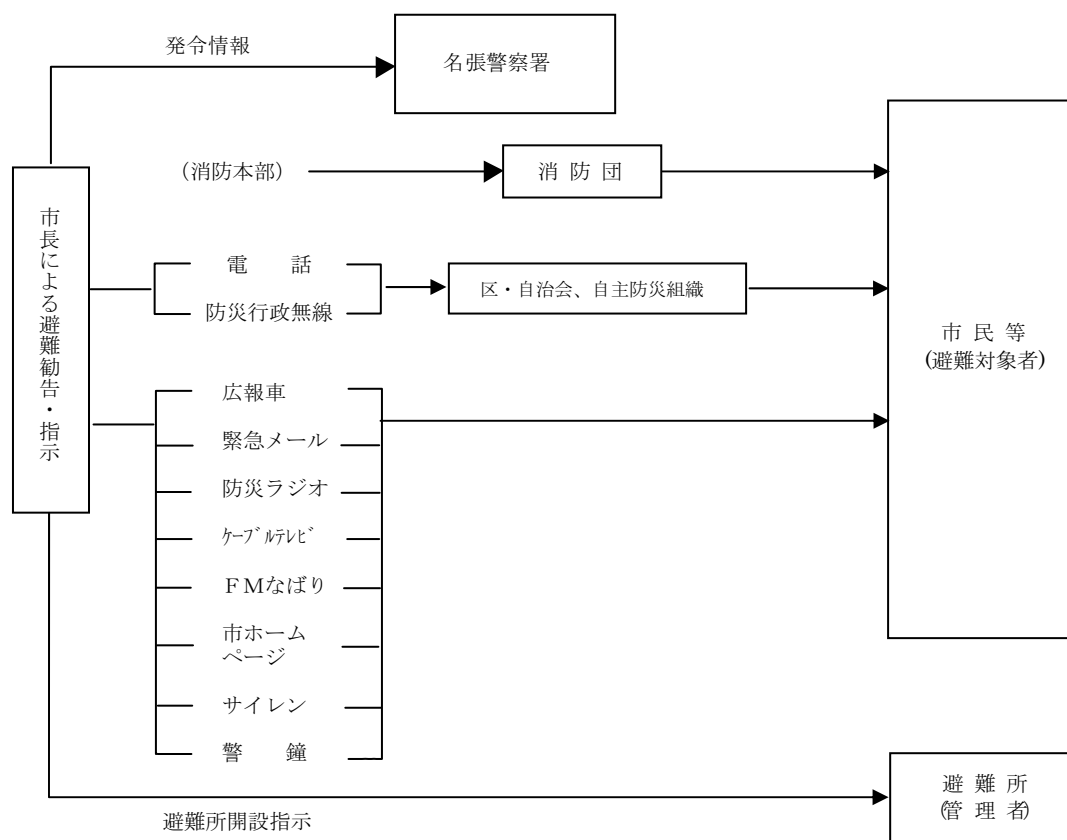 発令情報
名張警察署
(消防本部)
消 防 団
市長による避難勧告・指示
電　　話
防災行政無線
区・自治会、自主防災組織
市 民 等
(避難対象者)
広報車
緊急メール
防災ラジオ
ｹｰﾌﾞﾙﾃﾚﾋﾞ
ＦＭなばり
市ホーム
ページ
サイレン
警　　鐘
避 難 所
(管 理 者)
避難所開設指示